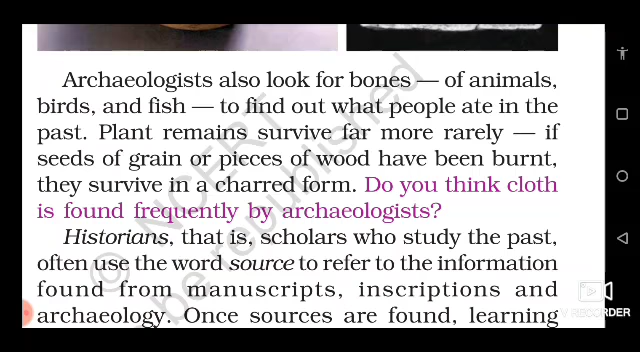 Archaeologists also look for bones — of animals,
birds, and fish — to find out what people ate in the
past. Plant remains survive far more rarely — if
seeds of grain or pieces of wood have been burnt,
they survive in a charred form. Do you think cloth
is found frequently by archaeologists?
Historians, that is, scholars who study the past,
often use the word source to refer to the information
found from manuscripts, inscriptions and
archaeology. Once sources are found, learning
© NCERT
be republished
RECORDER